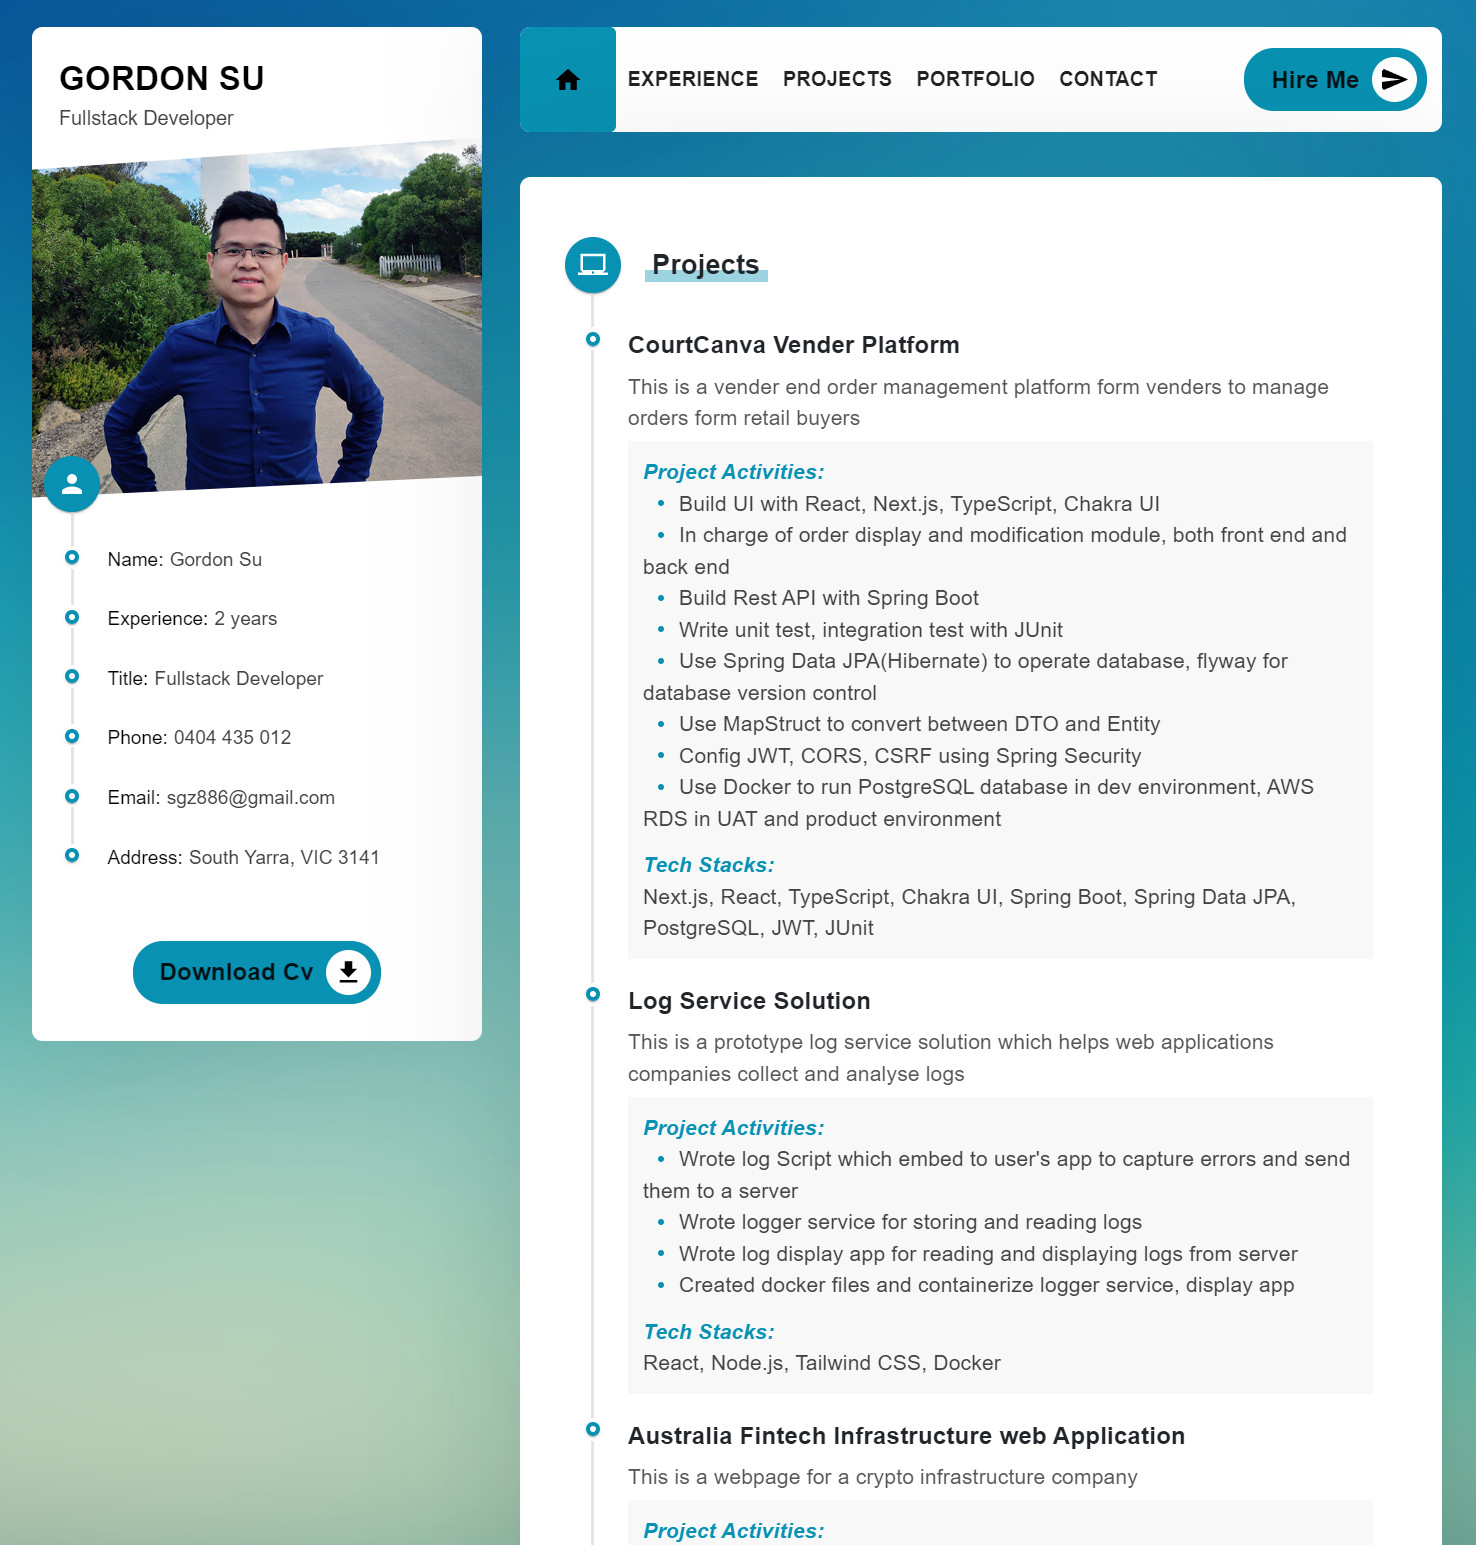 GORDON SU
Fullstack Developer
Name: Gordon Su
Experience: 2 years
Title: Fullstack Developer
Phone: 0404 435 012
Email: sgz886@gmail.com
Address: South Yarra, VIC 3141
Download Cv
EXPERIENCE PROJECTS PORTFOLIO CONTACT
Hire Me
Projects
CourtCanva Vender Platform
This is a vender end order management platform form venders to manage
orders form retail buyers
Project Activities:
• Build UI with React, Next.js, TypeScript, Chakra UI
• In charge of order display and modification module, both front end and
back end
• Build Rest API with Spring Boot
• Write unit test, integration test with JUnit
• Use Spring Data JPA(Hibernate) to operate database, flyway for
database version control
• Use MapStruct to convert between DTO and Entity
• Config JWT, CORS, CSRF using Spring Security
• Use Docker to run PostgreSQL database in dev environment, AWS
RDS in UAT and product environment
Tech Stacks:
Next.js, React, TypeScript, Chakra UI, Spring Boot, Spring Data JPA,
PostgreSQL, JWT, JUnit
Log Service Solution
This is a prototype log service solution which helps web applications
companies collect and analyse logs
Project Activities:
• Wrote log Script which embed to user's app to capture errors and send
them to a server
• Wrote logger service for storing and reading logs
• Wrote log display app for reading and displaying logs from server
• Created docker files and containerize logger service, display app
Tech Stacks:
React, Node.js, Tailwind CSS, Docker
Australia Fintech Infrastructure web Application
This is a webpage for a crypto infrastructure company
Project Activities: